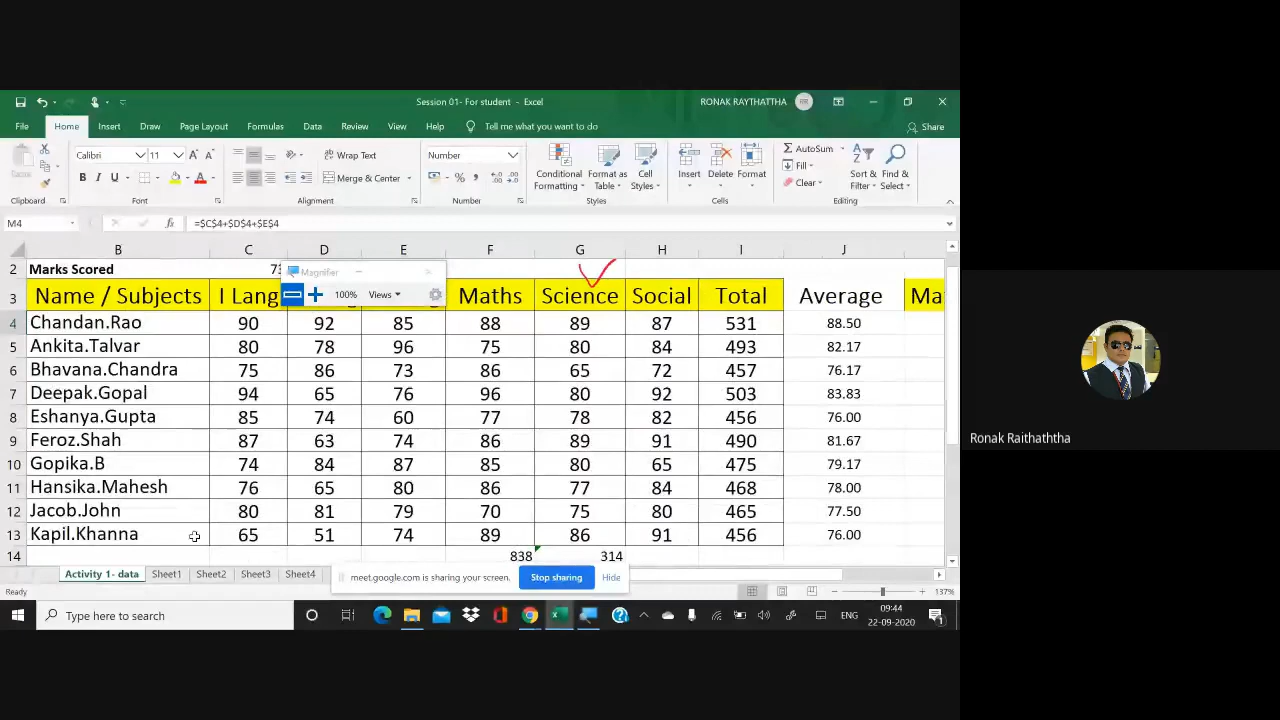 Session 01- For student - Excel
RONAK RAYTHATTHA RR
File Home Insert Draw Page Layout Formulas Data Review View Help Tell me what you want to do Share
Calibri 11 A A Wrap Text Number AutoSum
Fill
Clear
B I U A Merge & Center % , Conditional Formatting Format as Table Cell Styles Insert Delete Format Sort & Filter Find & Select
Clipboard Font Alignment Number Styles Cells Editing
M4 fx =$C$4+$D$4+$E$4
B C D E F G H I J
2 Marks Scored
Magnifier
100% Views
3 Name / Subjects I Lang Maths Science Social Total Average
4 Chandan.Rao 90 92 85 88 89 87 531 88.50
5 Ankita.Talvar 80 78 96 75 80 84 493 82.17
6 Bhavana.Chandra 75 86 73 86 65 72 457 76.17
7 Deepak.Gopal 94 65 76 96 80 92 503 83.83
8 Eshanya.Gupta 85 74 60 77 78 82 456 76.00
9 Feroz.Shah 87 63 74 86 89 91 490 81.67
10 Gopika.B 74 84 87 85 80 65 475 79.17
11 Hansika.Mahesh 76 65 80 86 77 84 468 78.00
12 Jacob.John 80 81 79 70 75 80 465 77.50
13 Kapil.Khanna 65 51 74 89 86 91 456 76.00
14 838 314
Activity 1- data Sheet1 Sheet2 Sheet3 Sheet4
meet.google.com is sharing your screen. Stop sharing Hide
Ready 137%
Type here to search ENG 09:44
22-09-2020
Ronak Raithaththa